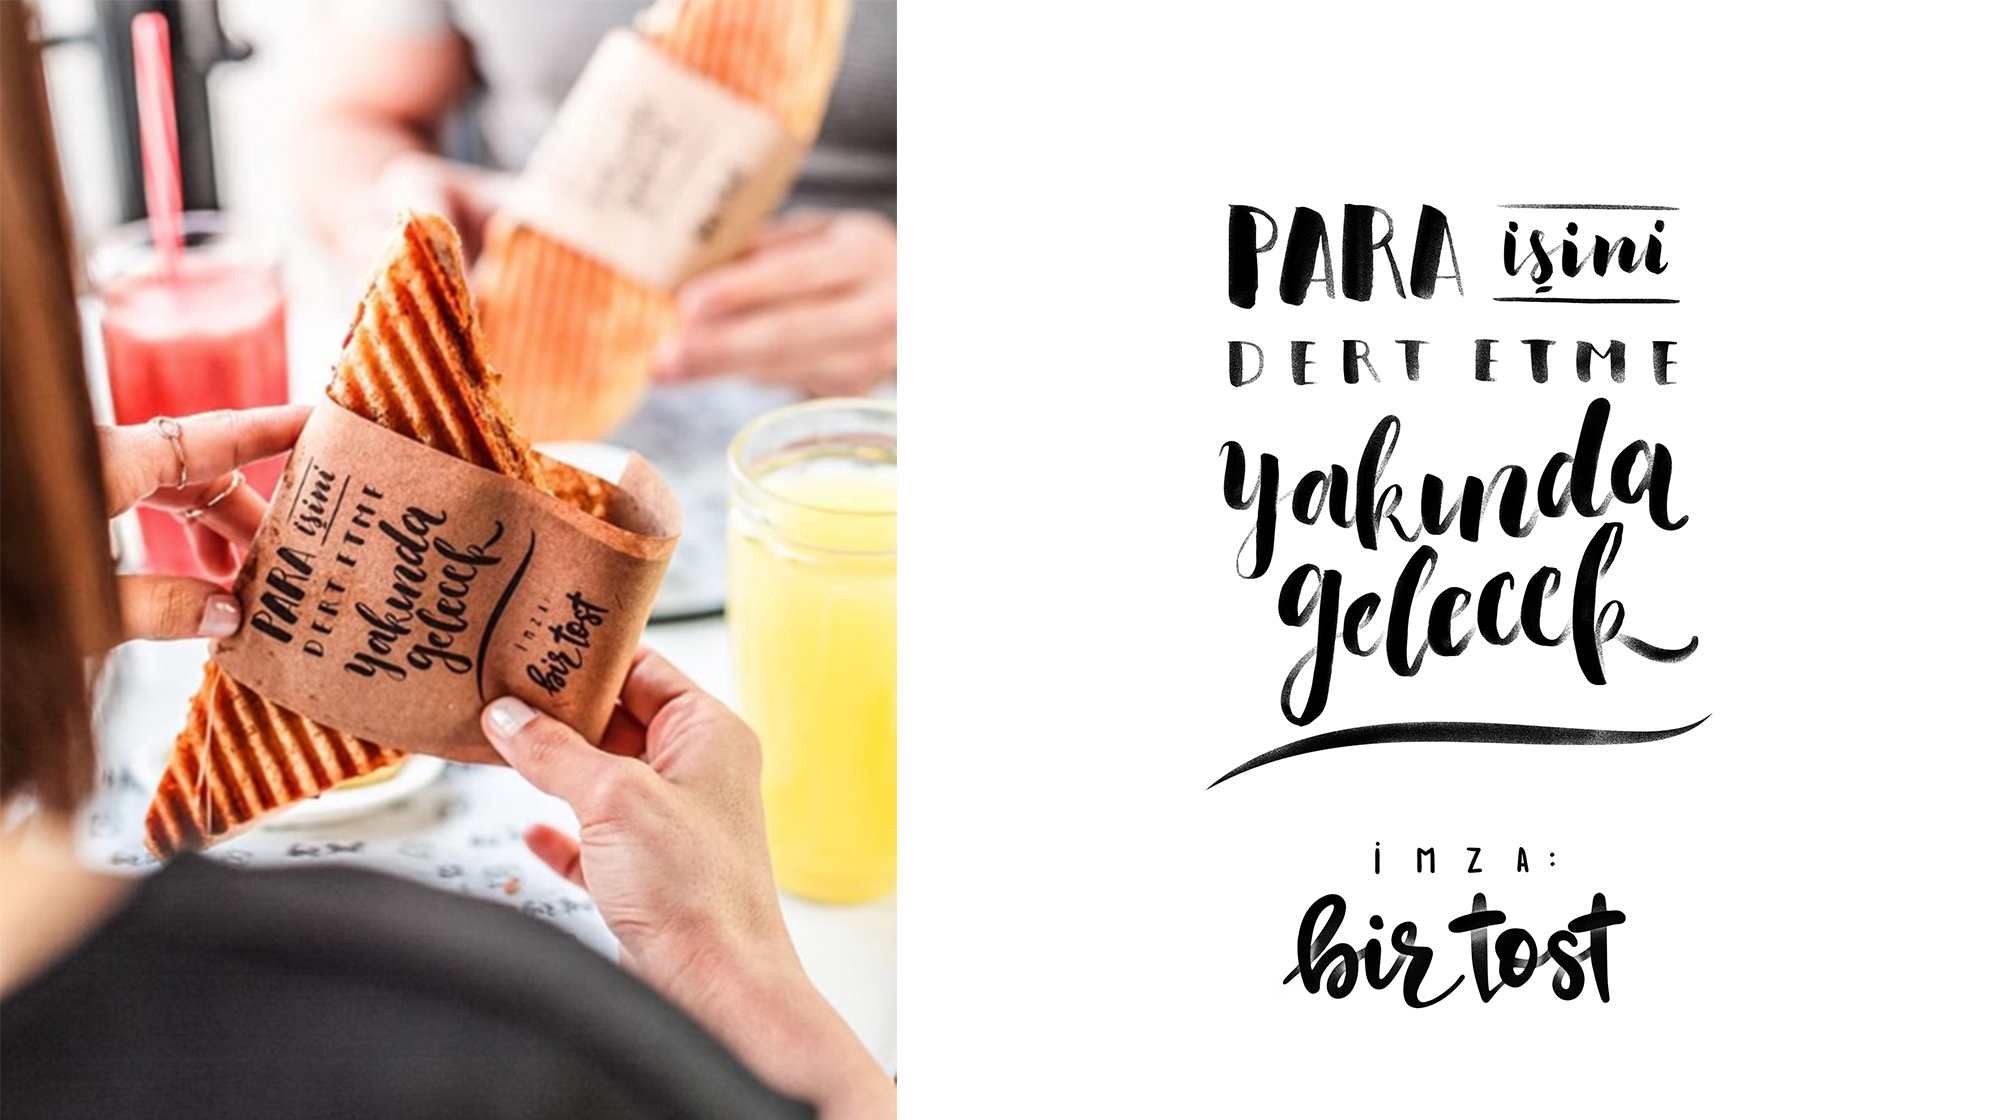 PARA işini
DERT ETME
yakında
gelecek
İMZA:
bir tost
PARA işini
DERT ETME
yakında
gelecek
İMZA:
bir tost